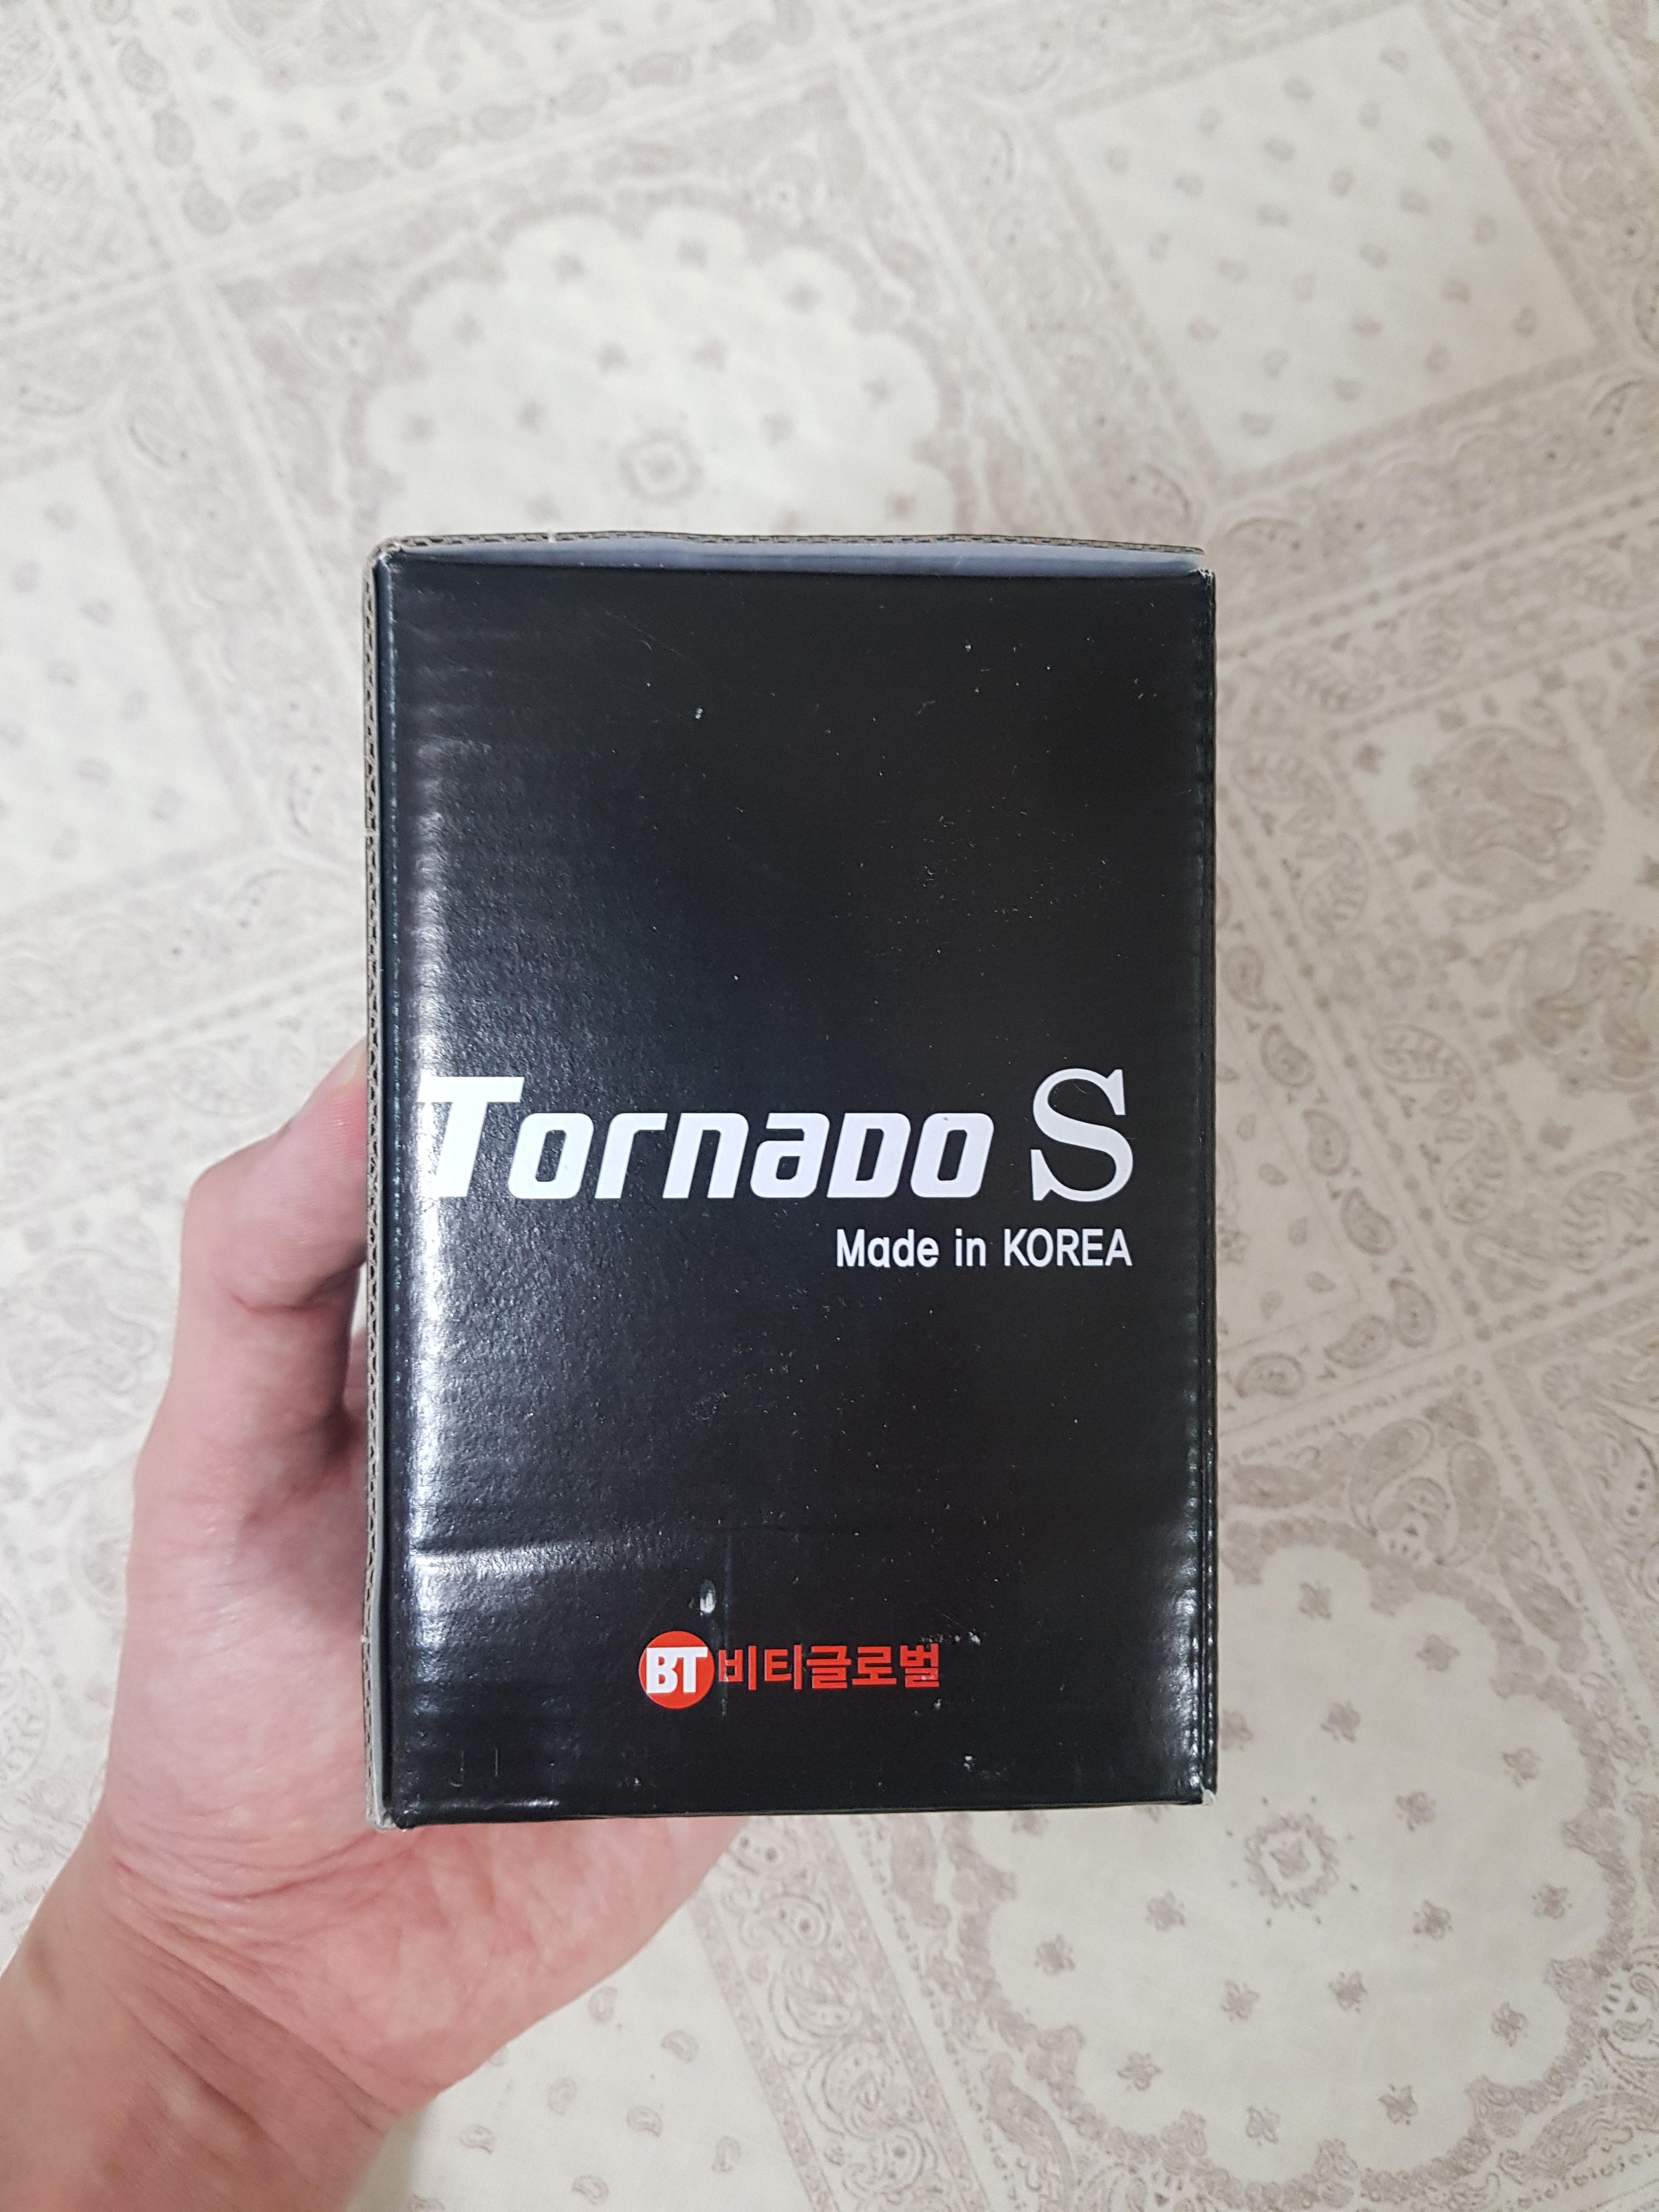 Tornado S
Made in KOREA
BT 비티글로벌